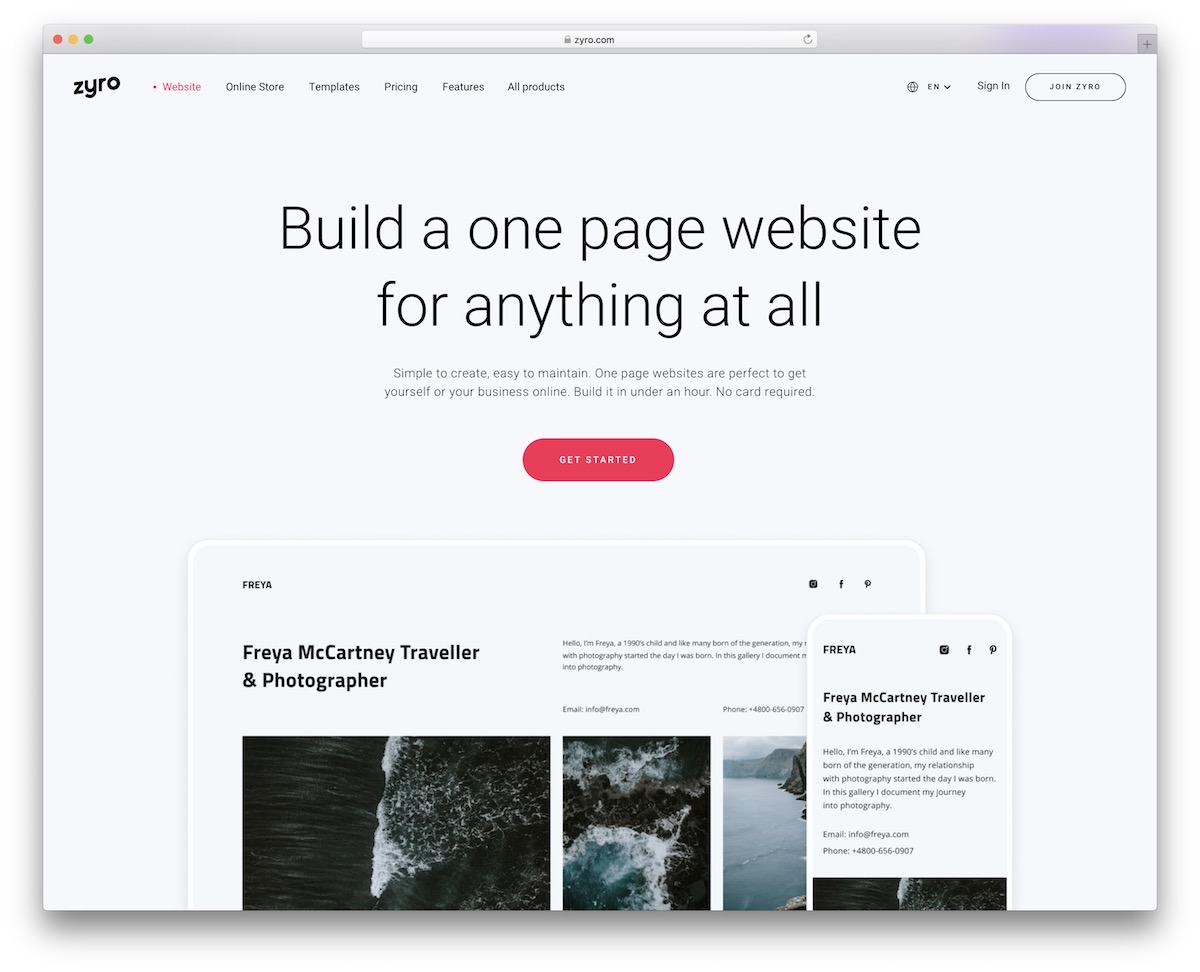 zyro.com
zyro
Website
Online Store
Templates
Pricing
Features
All products
EN
Sign In
JOIN ZYRO
Build a one page website
for anything at all
Simple to create, easy to maintain. One page websites are perfect to get
yourself or your business online. Build it in under an hour. No card required.
GET STARTED
FREYA
Freya McCartney Traveller
& Photographer
Hello, I'm Freya, a 1990's child and like many born of the generation, my
with photography started the day I was born. In this gallery I document
into photography.
Email: info@freya.com
Phone: +4800-656-0907
FREYA
Freya McCartney Traveller
& Photographer
Hello, I'm Freya, a 1990's child and like many
born of the generation, my relationship
with photography started the day I was born.
In this gallery I document my journey
into photography.
Email: info@freya.com
Phone: +4800-656-0907